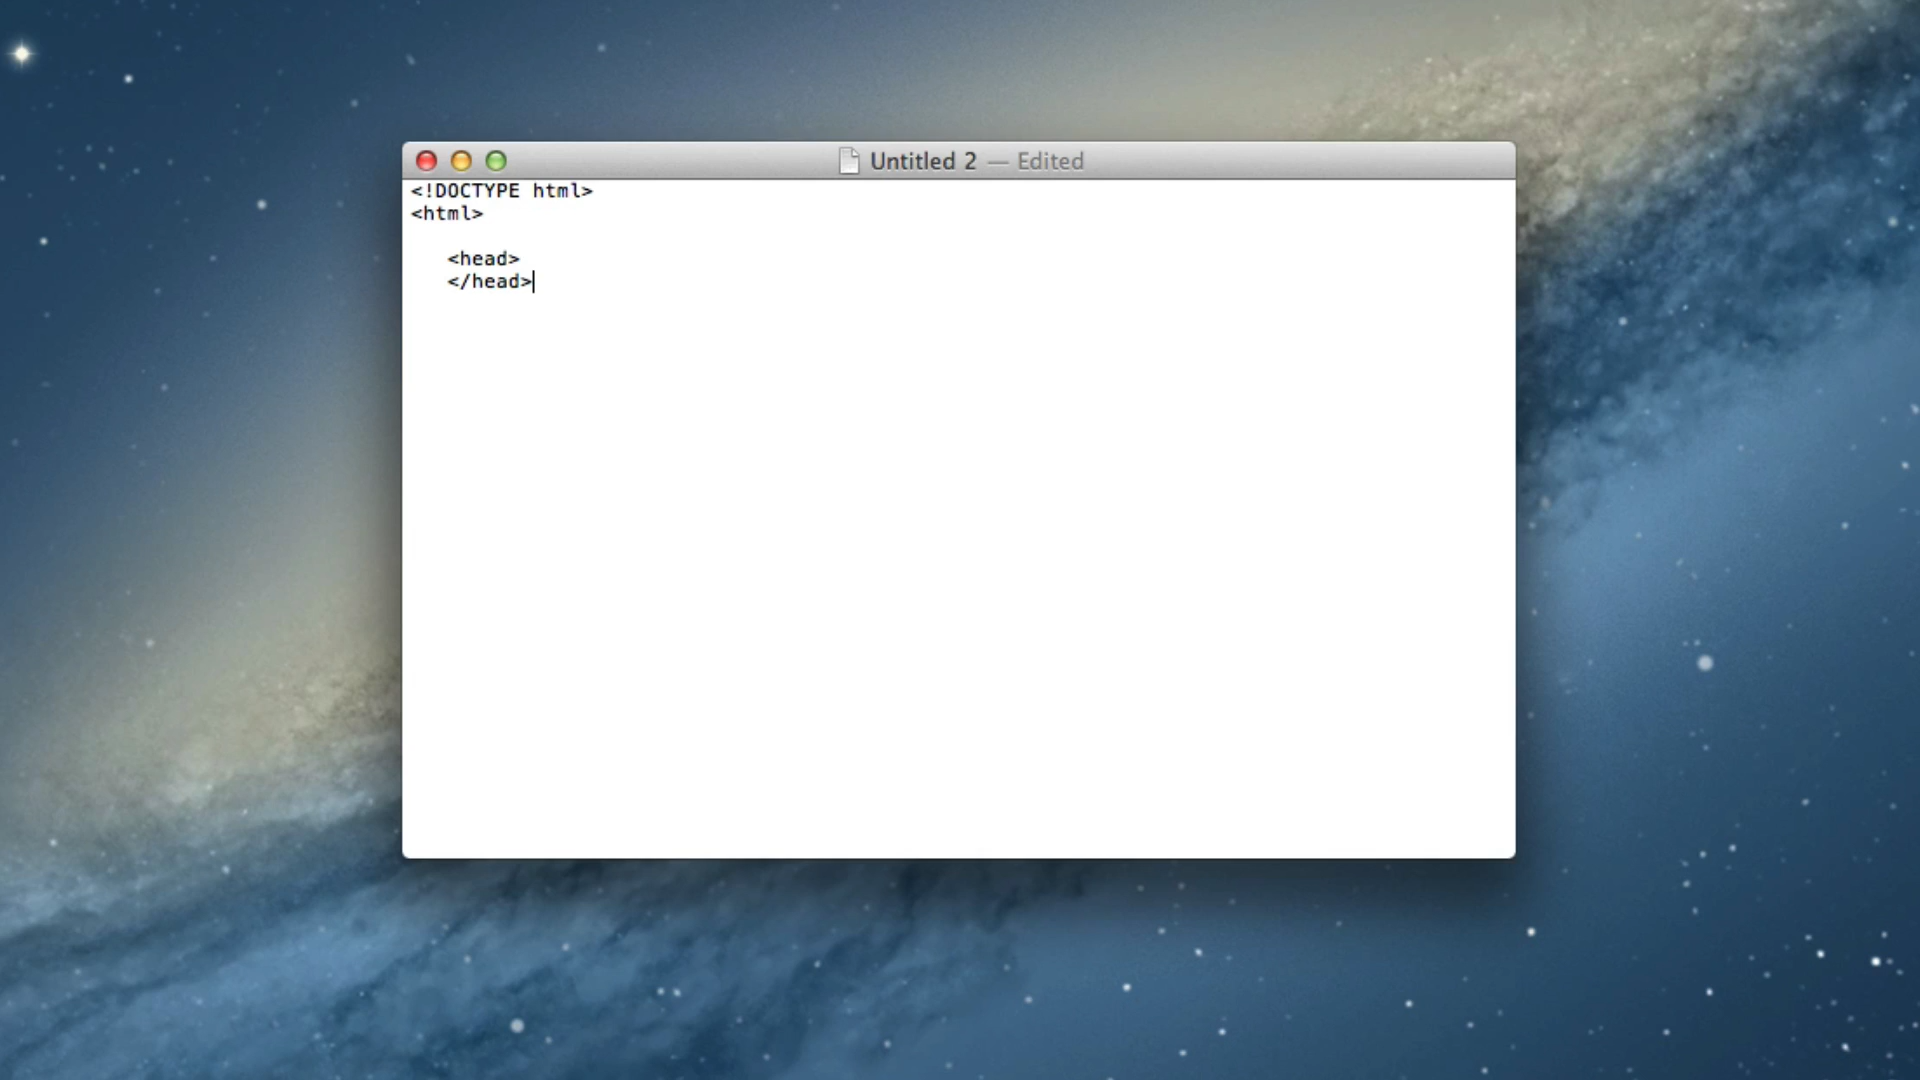 Untitled 2 — Edited
<!DOCTYPE html>
<html>
<head>
</head>